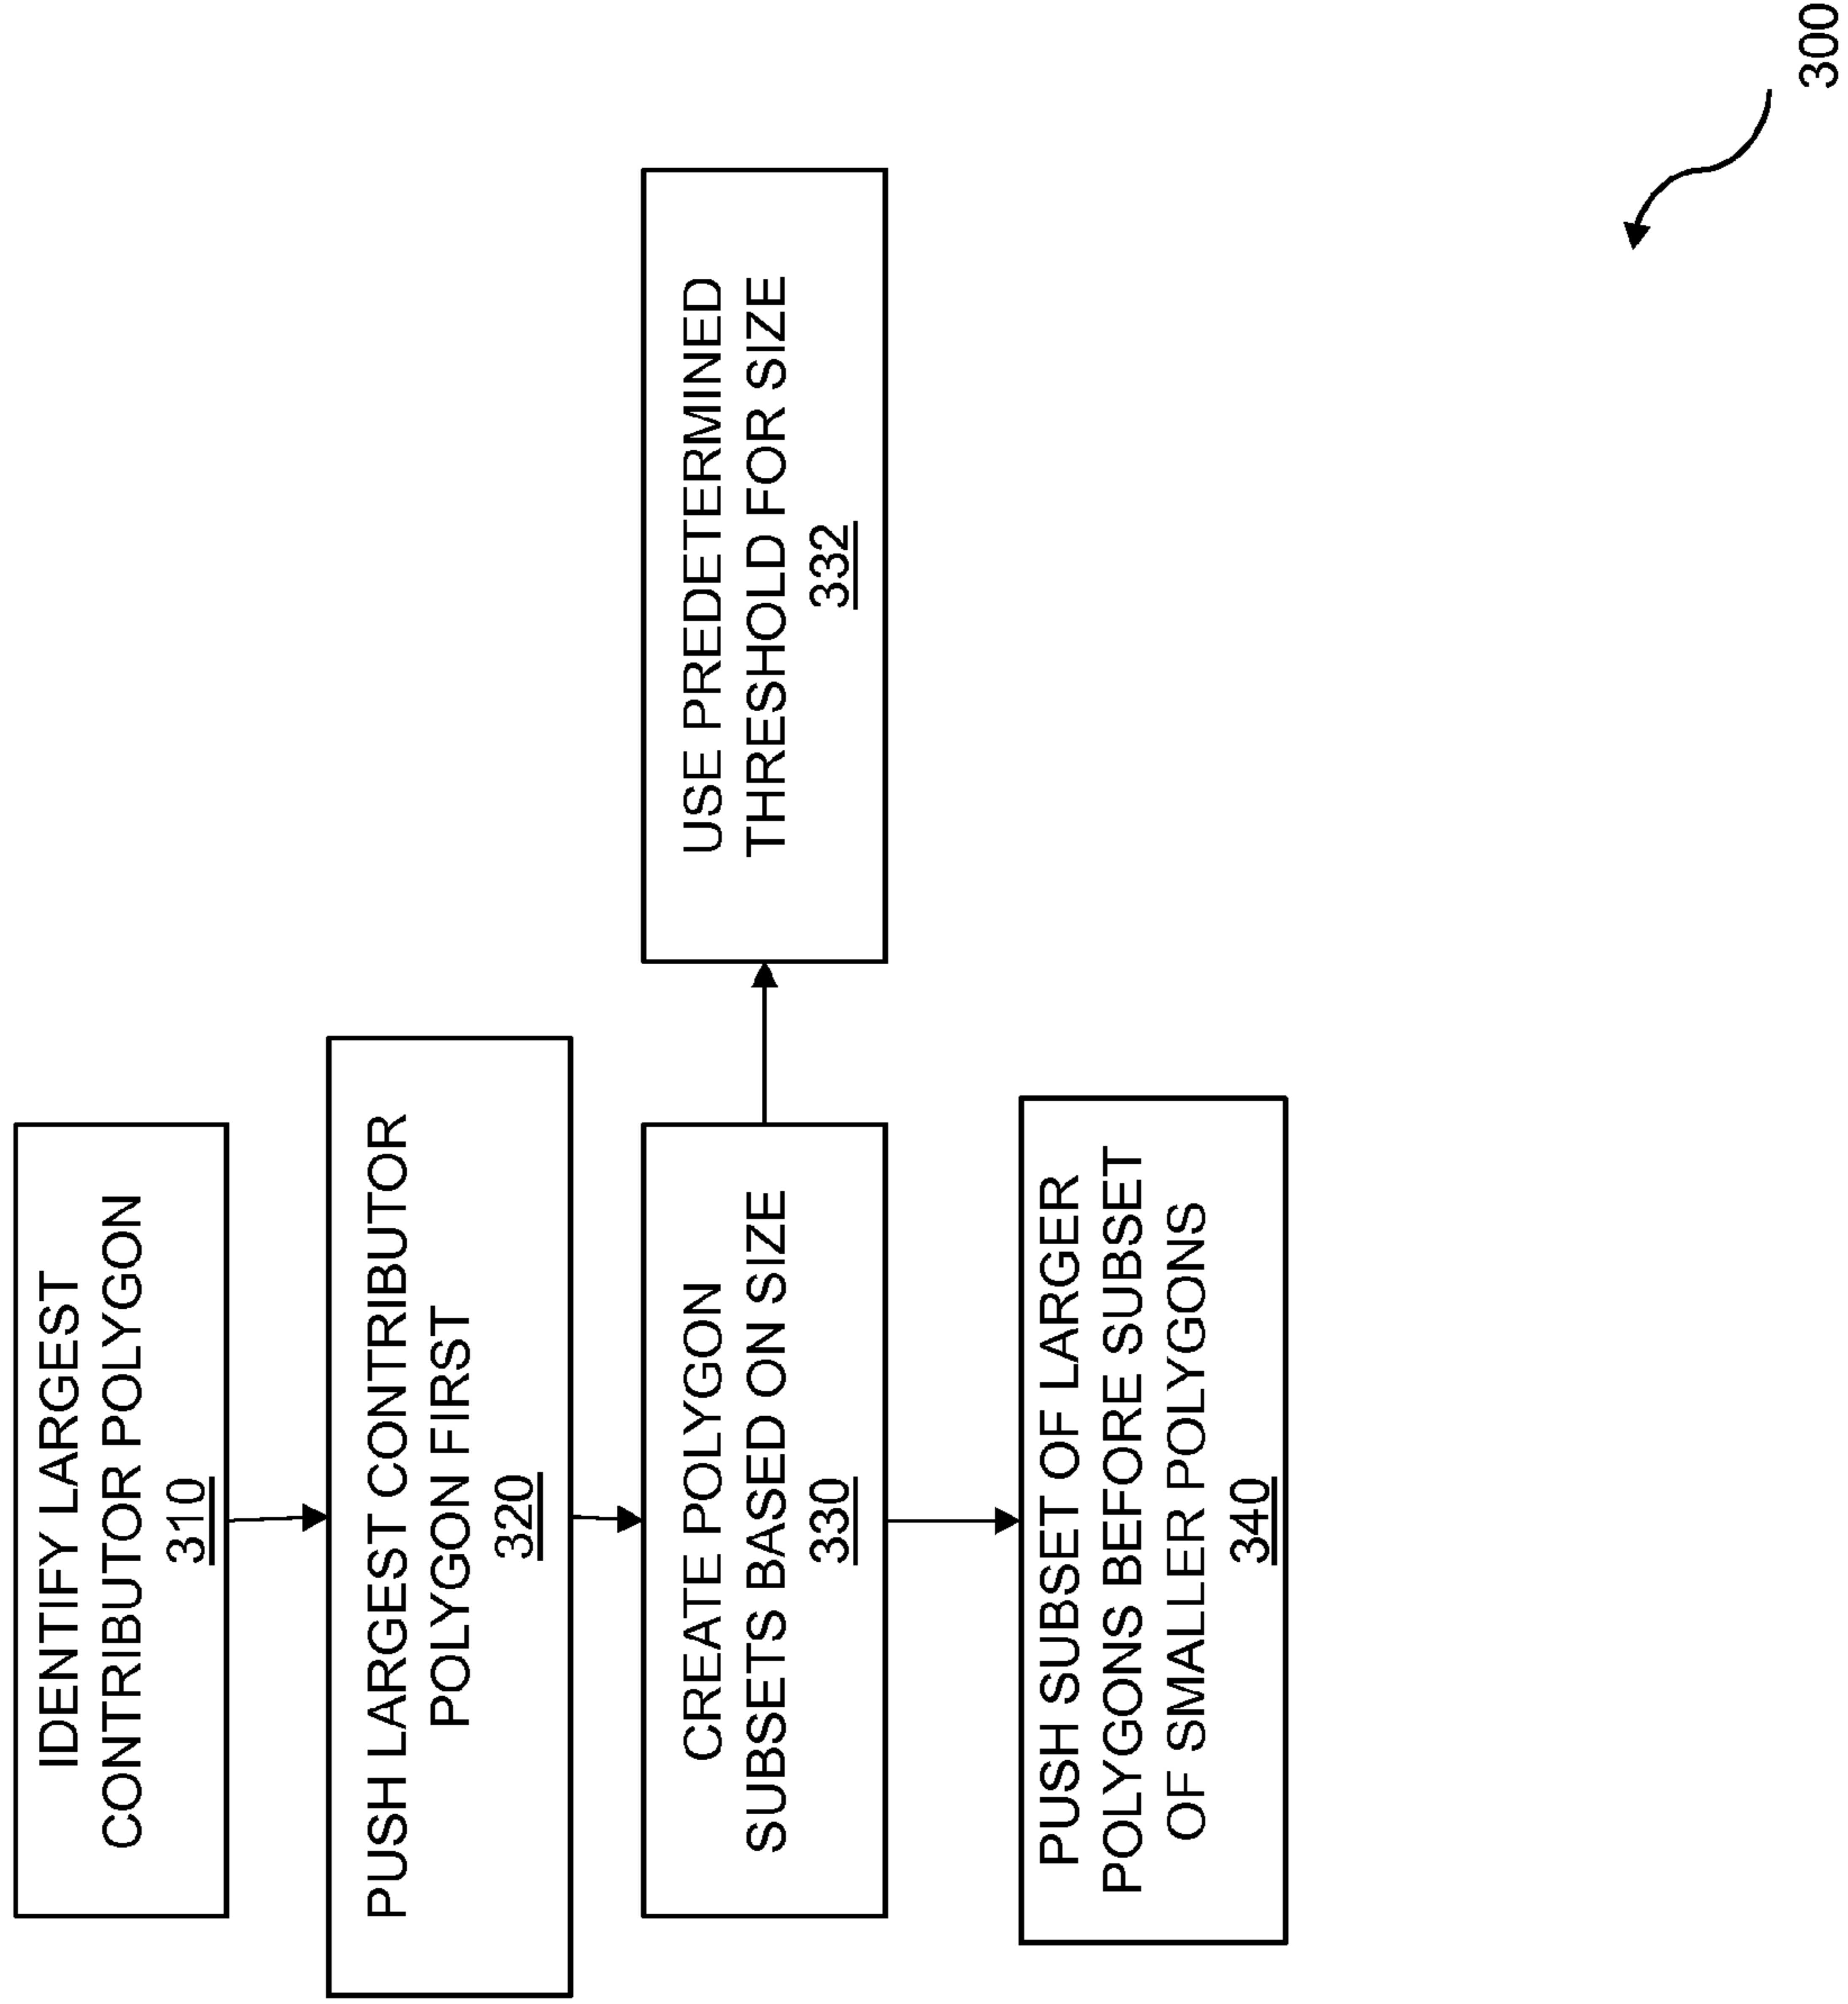 IDENTIFY LARGEST
CONTRIBUTOR POLYGON
310
PUSH LARGEST CONTRIBUTOR
POLYGON FIRST
320
CREATE POLYGON
SUBSETS BASED ON SIZE
330
USE PREDETERMINED
THRESHOLD FOR SIZE
332
PUSH SUBSET OF LARGER
POLYGONS BEFORE SUBSET
OF SMALLER POLYGONS
340
300